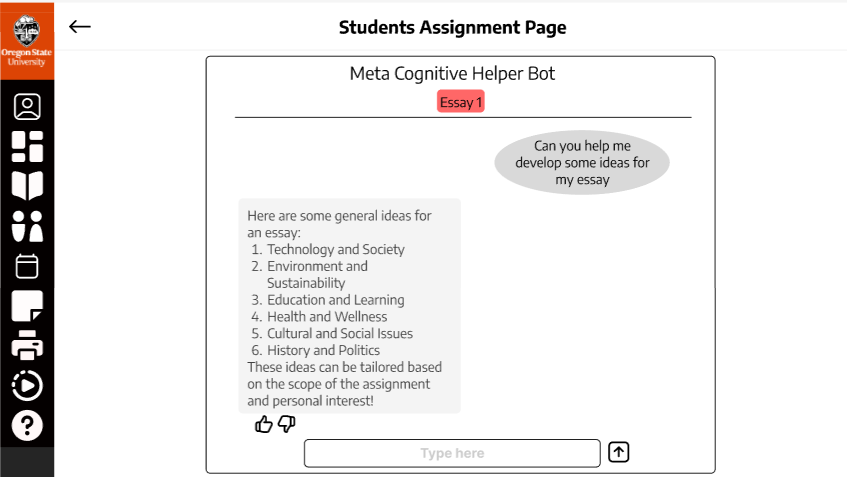 Students Assignment Page
Oregon State
University
Meta Cognitive Helper Bot
Essay 1
Can you help me
develop some ideas for
my essay
Here are some general ideas for
an essay:
1. Technology and Society
2. Environment and
Sustainability
3. Education and Learning
4. Health and Wellness
5. Cultural and Social Issues
6. History and Politics
These ideas can be tailored based
on the scope of the assignment
and personal interest!
Type here